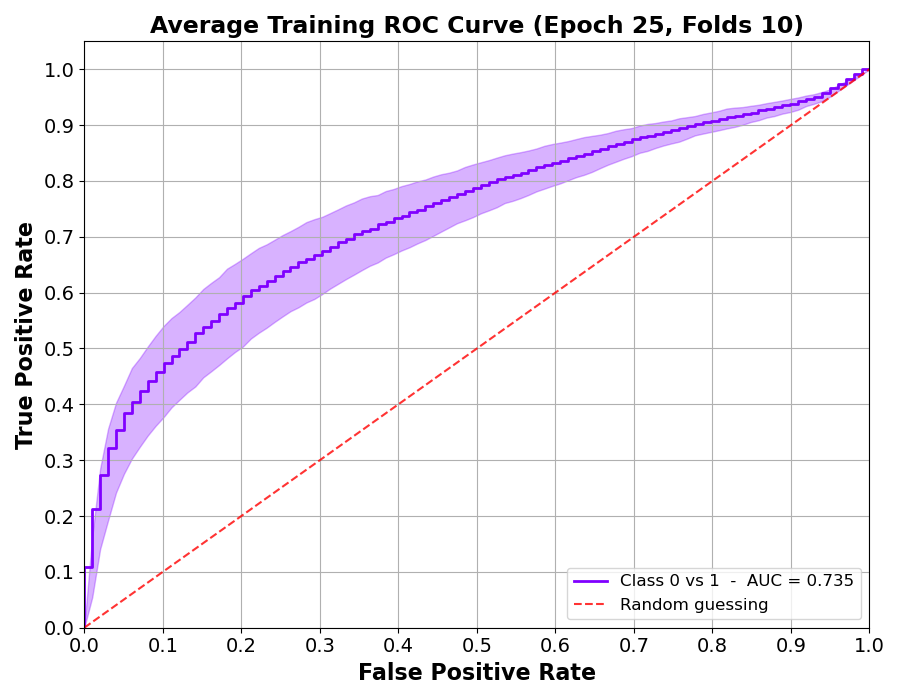 Average Training ROC Curve (Epoch 25, Folds 10)
True Positive Rate
1.0
0.9
0.8
0.7
0.6
0.5
0.4
0.3
0.2
0.1
0.0
0.0 0.1 0.2 0.3 0.4 0.5 0.6 0.7 0.8 0.9 1.0
False Positive Rate
Class 0 vs 1 - AUC = 0.735
Random guessing